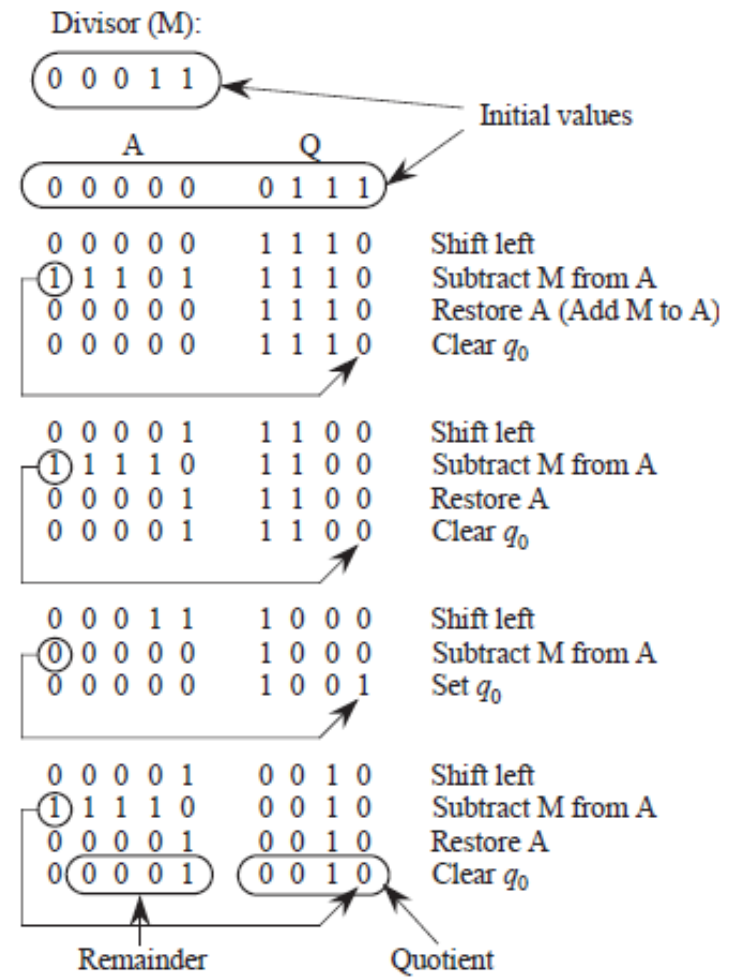 Divisor (M):
0 0 0 1 1
Initial values
A Q
0 0 0 0 0 0 1 1 1
0 0 0 0 0 1 1 1 0 Shift left
1 1 1 0 1 1 1 1 0 Subtract M from A
0 0 0 0 0 1 1 1 0 Restore A (Add M to A)
0 0 0 0 0 1 1 1 0 Clear q0
0 0 0 0 1 1 1 0 0 Shift left
1 1 1 1 0 1 1 0 0 Subtract M from A
0 0 0 0 1 1 1 0 0 Restore A
0 0 0 0 1 1 1 0 0 Clear q0
0 0 0 1 1 1 0 0 0 Shift left
0 0 0 0 0 1 0 0 0 Subtract M from A
0 0 0 0 0 1 0 0 1 Set q0
0 0 0 0 1 0 0 1 0 Shift left
1 1 1 1 0 0 0 1 0 Subtract M from A
0 0 0 0 1 0 0 1 0 Restore A
0 0 0 0 1 0 0 1 0 Clear q0
Remainder Quotient